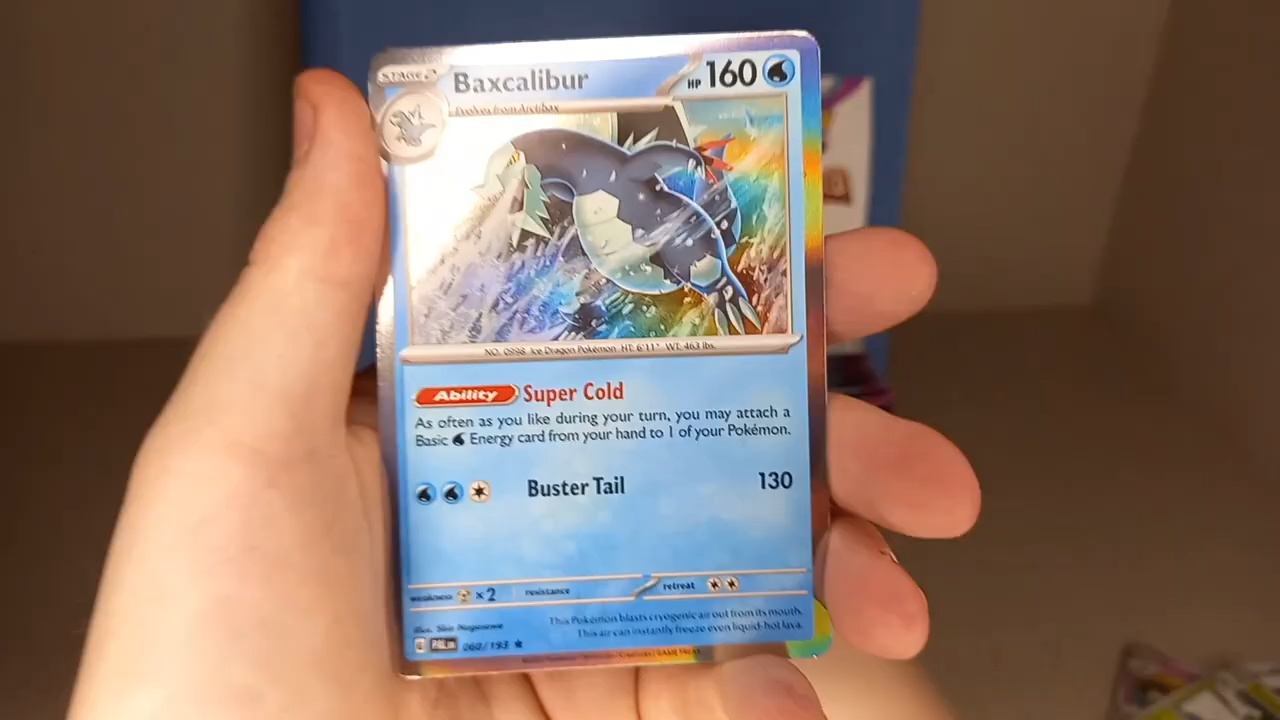 STAGE 2
Baxcalibur
HP 160
Evolves from Arctibax
NO. 0998 Ice Dragon Pokémon HT: 6'11" WT: 463 lbs.
Ability Super Cold
As often as you like during your turn, you may attach a
Basic Energy card from your hand to 1 of your Pokémon.
Buster Tail 130
weakness ×2 resistance retreat
This Pokémon blasts cryogenic air out from its mouth.
This air can instantly freeze even liquid-hot lava.
Illus. Shin Nagasawa
PAL EN 060/193 ★